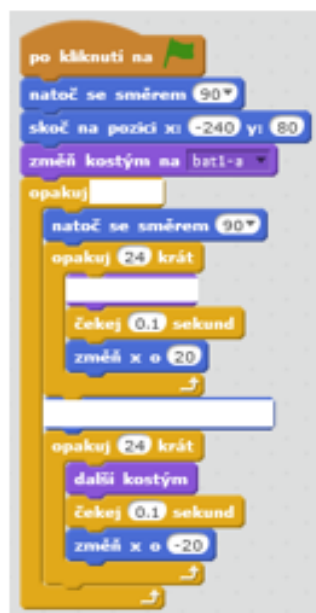 po kliknutí na
natoč se směrem 90
skoč na pozici x: -240 y: 80
změň kostým na bat1-a
opakuj
natoč se směrem 90
opakuj 24 krát
čekej 0.1 sekund
změň x o 20
opakuj 24 krát
další kostým
čekej 0.1 sekund
změň x o -20